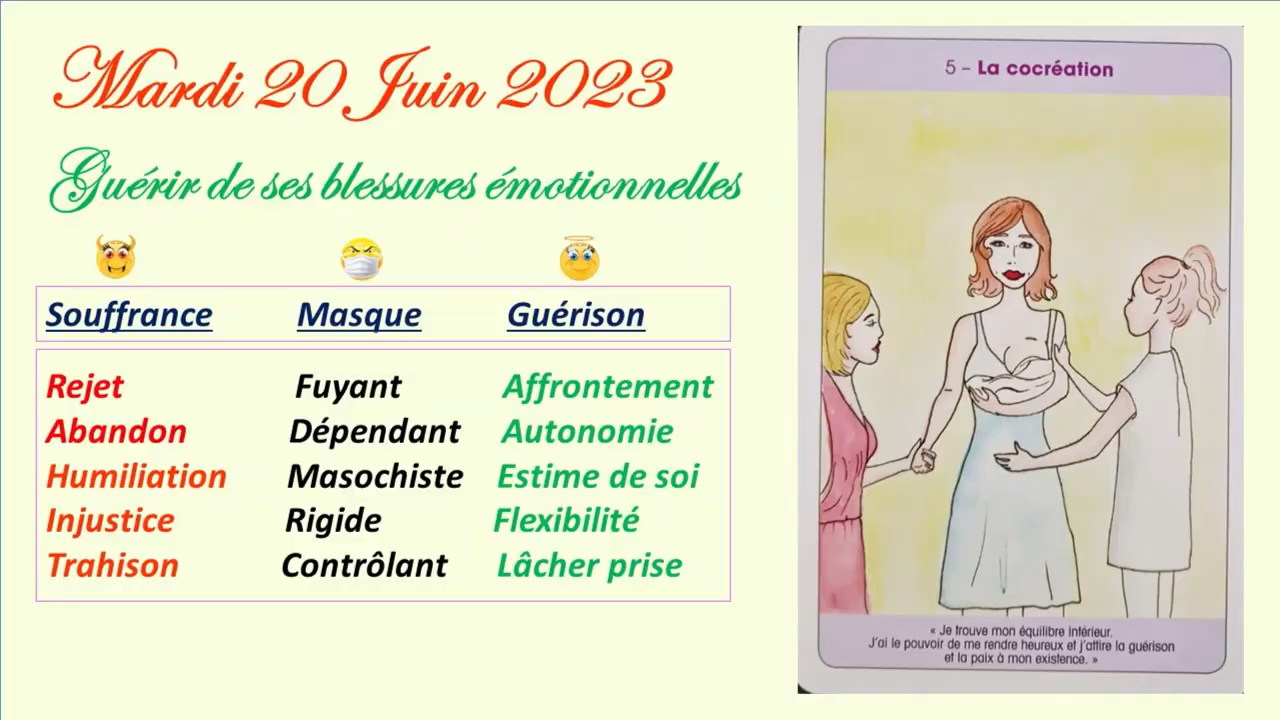 Mardi 20 Juin 2023
Guérir de ses blessures émotionnelles
Souffrance Masque Guérison
Rejet Fuyant Affrontement
Abandon Dépendant Autonomie
Humiliation Masochiste Estime de soi
Injustice Rigide Flexibilité
Trahison Contrôlant Lâcher prise
5 – La cocréation
« Je trouve mon équilibre intérieur.
J'ai le pouvoir de me rendre heureux et j'attire la guérison
et la paix à mon existence. »